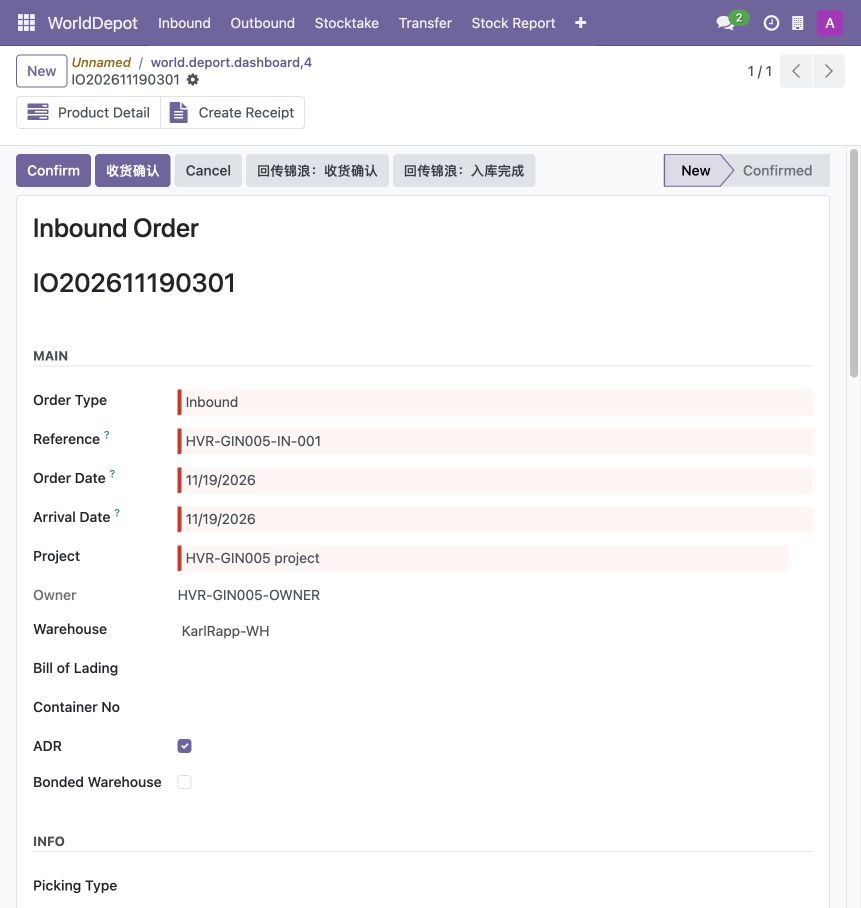 WorldDepot Inbound Outbound Stocktake Transfer Stock Report + 2 A
New Unnamed / world.deport.dashboard,4
IO202611190301 1 / 1
Product Detail Create Receipt
Confirm 收货确认 Cancel 回传锦浪：收货确认 回传锦浪：入库完成 New Confirmed
Inbound Order
IO202611190301
MAIN
Order Type Inbound
Reference ? HVR-GIN005-IN-001
Order Date ? 11/19/2026
Arrival Date ? 11/19/2026
Project HVR-GIN005 project
Owner HVR-GIN005-OWNER
Warehouse KarlRapp-WH
Bill of Lading
Container No
ADR
Bonded Warehouse
INFO
Picking Type